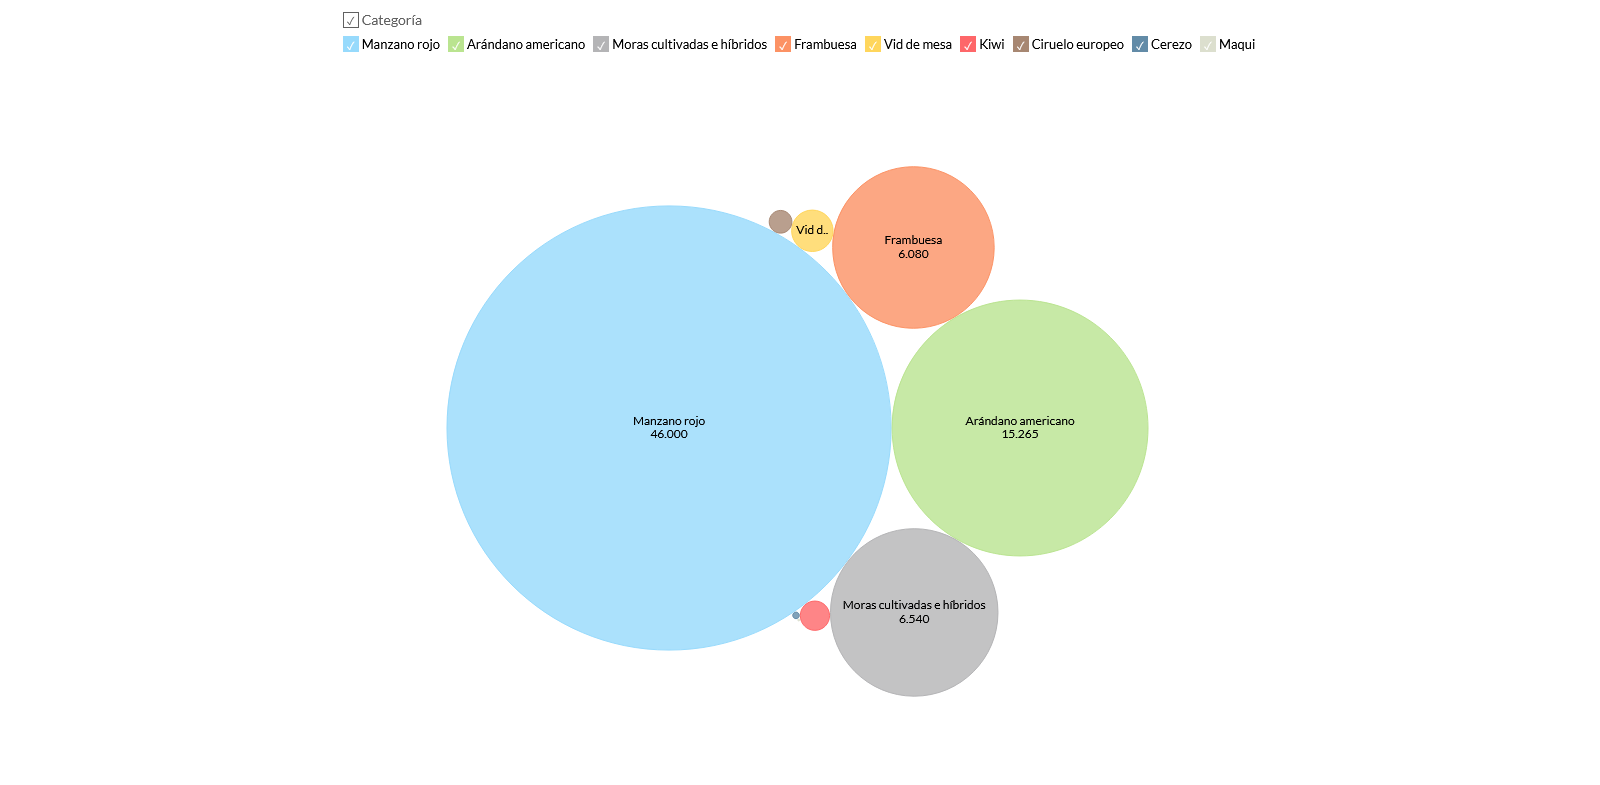 Categoría
Manzano rojo Arándano americano Moras cultivadas e híbridos Frambuesa Vid de mesa Kiwi Ciruelo europeo Cerezo Maqui
Vid d..
Frambuesa
6.080
Manzano rojo
46.000
Arándano americano
15.265
Moras cultivadas e híbridos
6.540